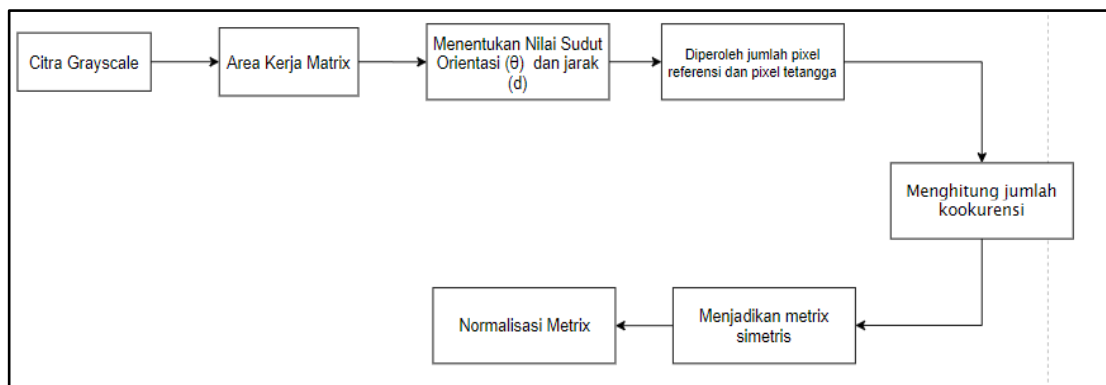 Citra Grayscale
Area Kerja Matrix
Menentukan Nilai Sudut
Orientasi (θ) dan jarak
(d)
Diperoleh jumlah pixel
referensi dan pixel tetangga
Menghitung jumlah
kookurensi
Menjadikan metrix
simetris
Normalisasi Metrix